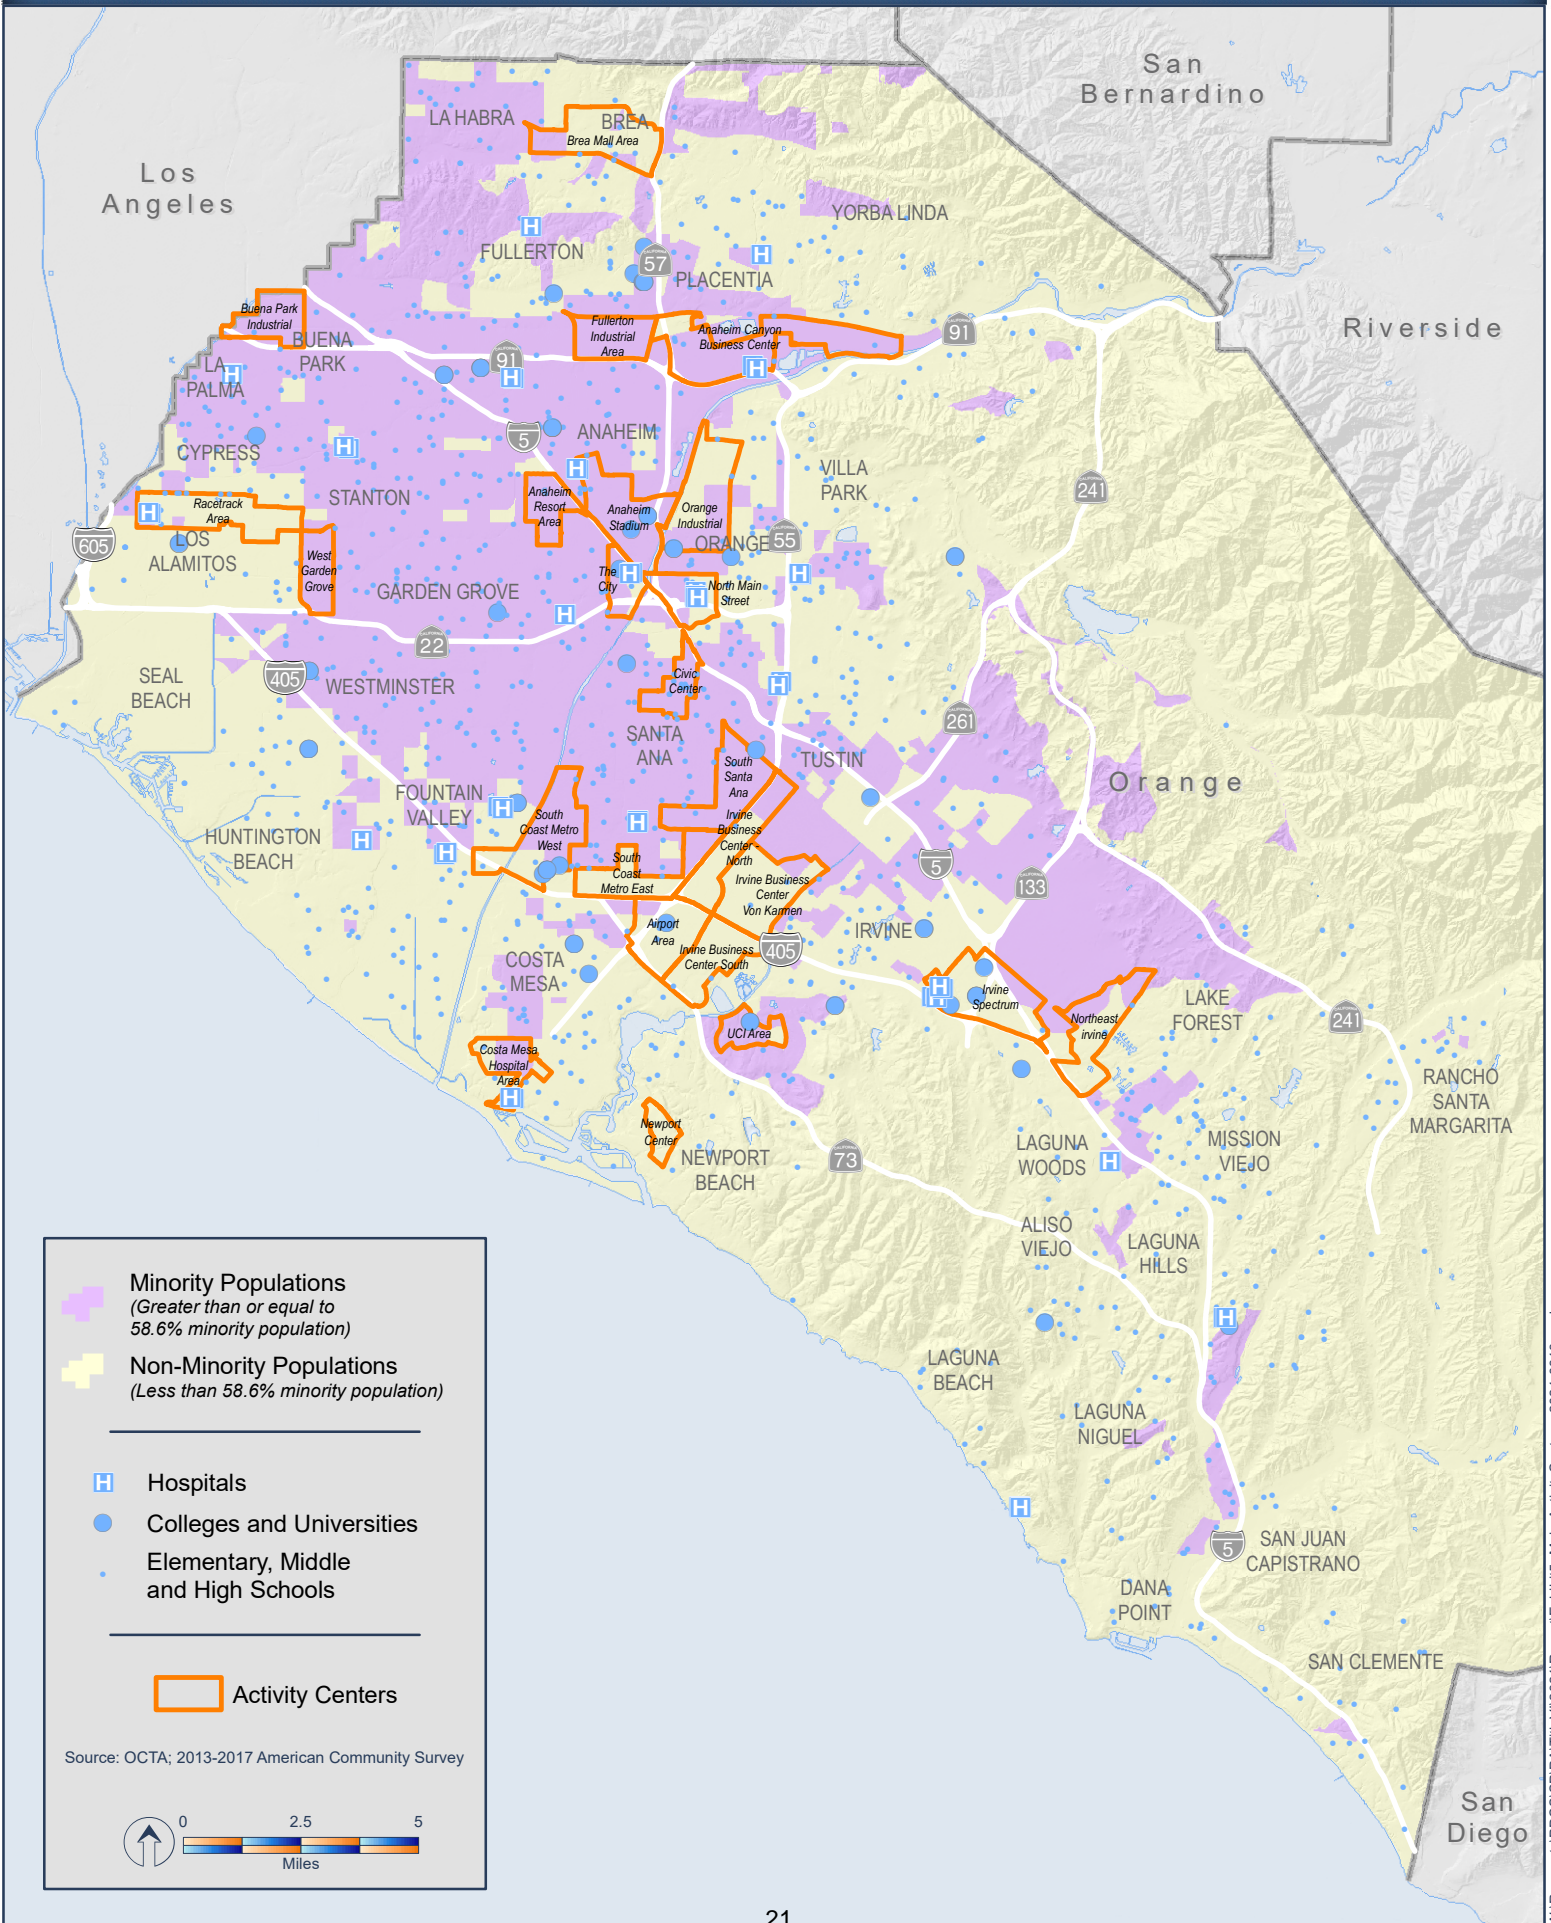 San
Bernardino
Los
Angeles
LA HABRA
BREA
Brea Mall Area
YORBA LINDA
FULLERTON
CALIFORNIA
57
PLACENTIA
Riverside
Buena Park
Industrial
BUENA
PARK
Fullerton
Industrial
Area
Anaheim Canyon
Business Center
CALIFORNIA
91
CALIFORNIA
91
LA
PALMA
H
H
H
H
H
5
ANAHEIM
CYPRESS
H
H
VILLA
PARK
CALIFORNIA
241
STANTON
Racetrack
Area
H
Anaheim
Resort
Area
Anaheim
Stadium
Orange
Industrial
605
LOS
ALAMITOS
ORANGE
CALIFORNIA
55
West
Garden
Grove
The
City
H
H
H
North Main
Street
GARDEN GROVE
H
CALIFORNIA
22
SEAL
BEACH
405
WESTMINSTER
Civic
Center
H
CALIFORNIA
261
SANTA
ANA
TUSTIN
South
Santa
Ana
Orange
FOUNTAIN
VALLEY
H
South
Coast Metro
West
H
Irvine
Business
Center -
North
HUNTINGTON
BEACH
H
H
South
Coast
Metro East
5
CALIFORNIA
133
Irvine Business
Center
Von Karmen
Airport
Area
IRVINE
405
Irvine Business
Center South
COSTA
MESA
H
H
Irvine
Spectrum
LAKE
FOREST
Northeast
irvine
CALIFORNIA
241
UCI Area
Costa Mesa
Hospital
Area
H
RANCHO
SANTA
MARGARITA
Newport
Center
NEWPORT
BEACH
CALIFORNIA
73
LAGUNA
WOODS
H
MISSION
VIEJO
ALISO
VIEJO
LAGUNA
HILLS
H
LAGUNA
BEACH
LAGUNA
NIGUEL
H
5
SAN JUAN
CAPISTRANO
DANA
POINT
SAN CLEMENTE
San
Diego
Minority Populations
(Greater than or equal to
58.6% minority population)
Non-Minority Populations
(Less than 58.6% minority population)
H
Hospitals
Colleges and Universities
Elementary, Middle
and High Schools
Activity Centers
Source: OCTA; 2013-2017 American Community Survey
0
2.5
5
Miles
21